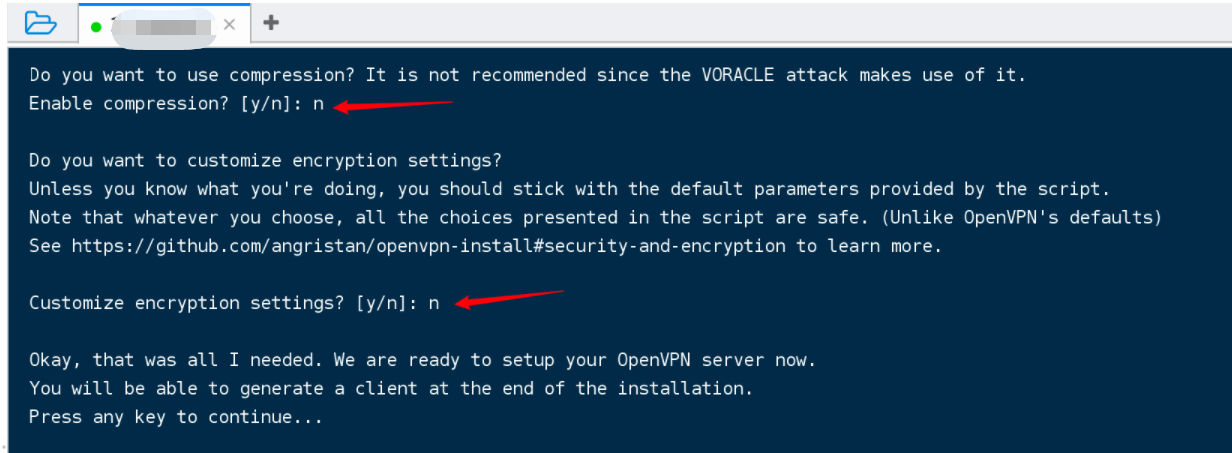 Do you want to use compression? It is not recommended since the VORACLE attack makes use of it.
Enable compression? [y/n]: n
Do you want to customize encryption settings?
Unless you know what you're doing, you should stick with the default parameters provided by the script.
Note that whatever you choose, all the choices presented in the script are safe. (Unlike OpenVPN's defaults)
See https://github.com/angristan/openvpn-install#security-and-encryption to learn more.
Customize encryption settings? [y/n]: n
Okay, that was all I needed. We are ready to setup your OpenVPN server now.
You will be able to generate a client at the end of the installation.
Press any key to continue...